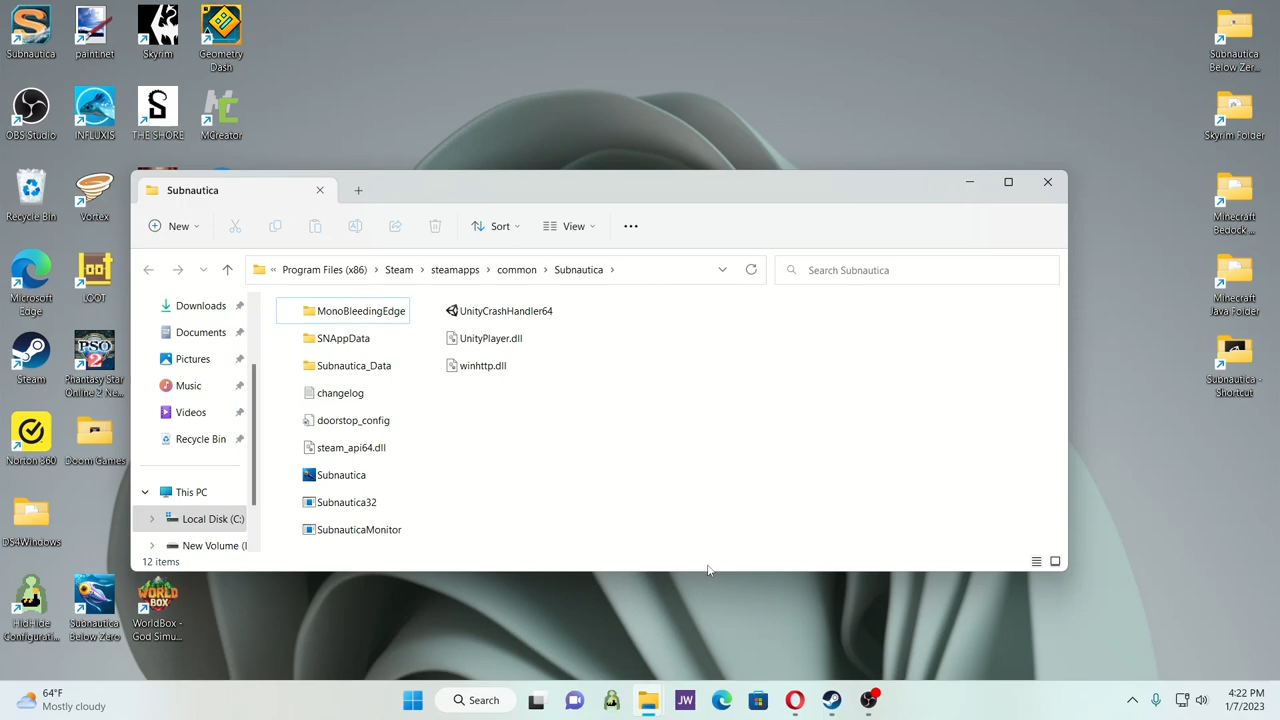 Subnautica
paint.net
Skyrim
Geometry
Dash
Subnautica
Below Zer...
OBS Studio
INFLUXIS
THE SHORE
MCreator
Skyrim Folder
Recycle Bin
Vortex
Minecraft
Bedock ...
Microsoft
Edge
LOOT
Minecraft
Java Folder
Steam
Phantasy Star
Online 2 Ne...
Subnautica -
Shortcut
Norton 360
Doom Games
DS4Windows
HidHide
Configurati...
Subnautica
Below Zero
WorldBox -
God Simu...
Subnautica
New
Sort
View
« Program Files (x86) > Steam > steamapps > common > Subnautica >
Search Subnautica
Downloads
Documents
Pictures
Music
Videos
Recycle Bin
This PC
Local Disk (C:)
New Volume (
MonoBleedingEdge
SNAppData
Subnautica_Data
changelog
doorstop_config
steam_api64.dll
Subnautica
Subnautica32
SubnauticaMonitor
UnityCrashHandler64
UnityPlayer.dll
winhttp.dll
12 items
64°F
Mostly cloudy
Search
JW
4:22 PM
1/7/2023